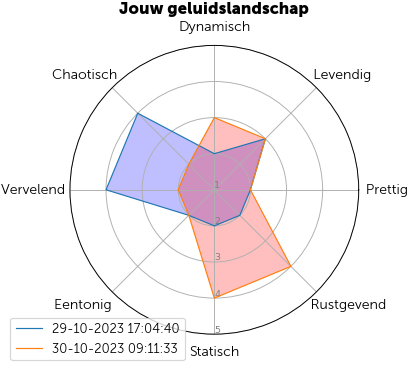 Jouw geluidslandschap
Dynamisch
Chaotisch
Levendig
Vervelend
1
Prettig
2
3
4
Eentonig
Rustgevend
5
29-10-2023 17:04:40
30-10-2023 09:11:33
Statisch